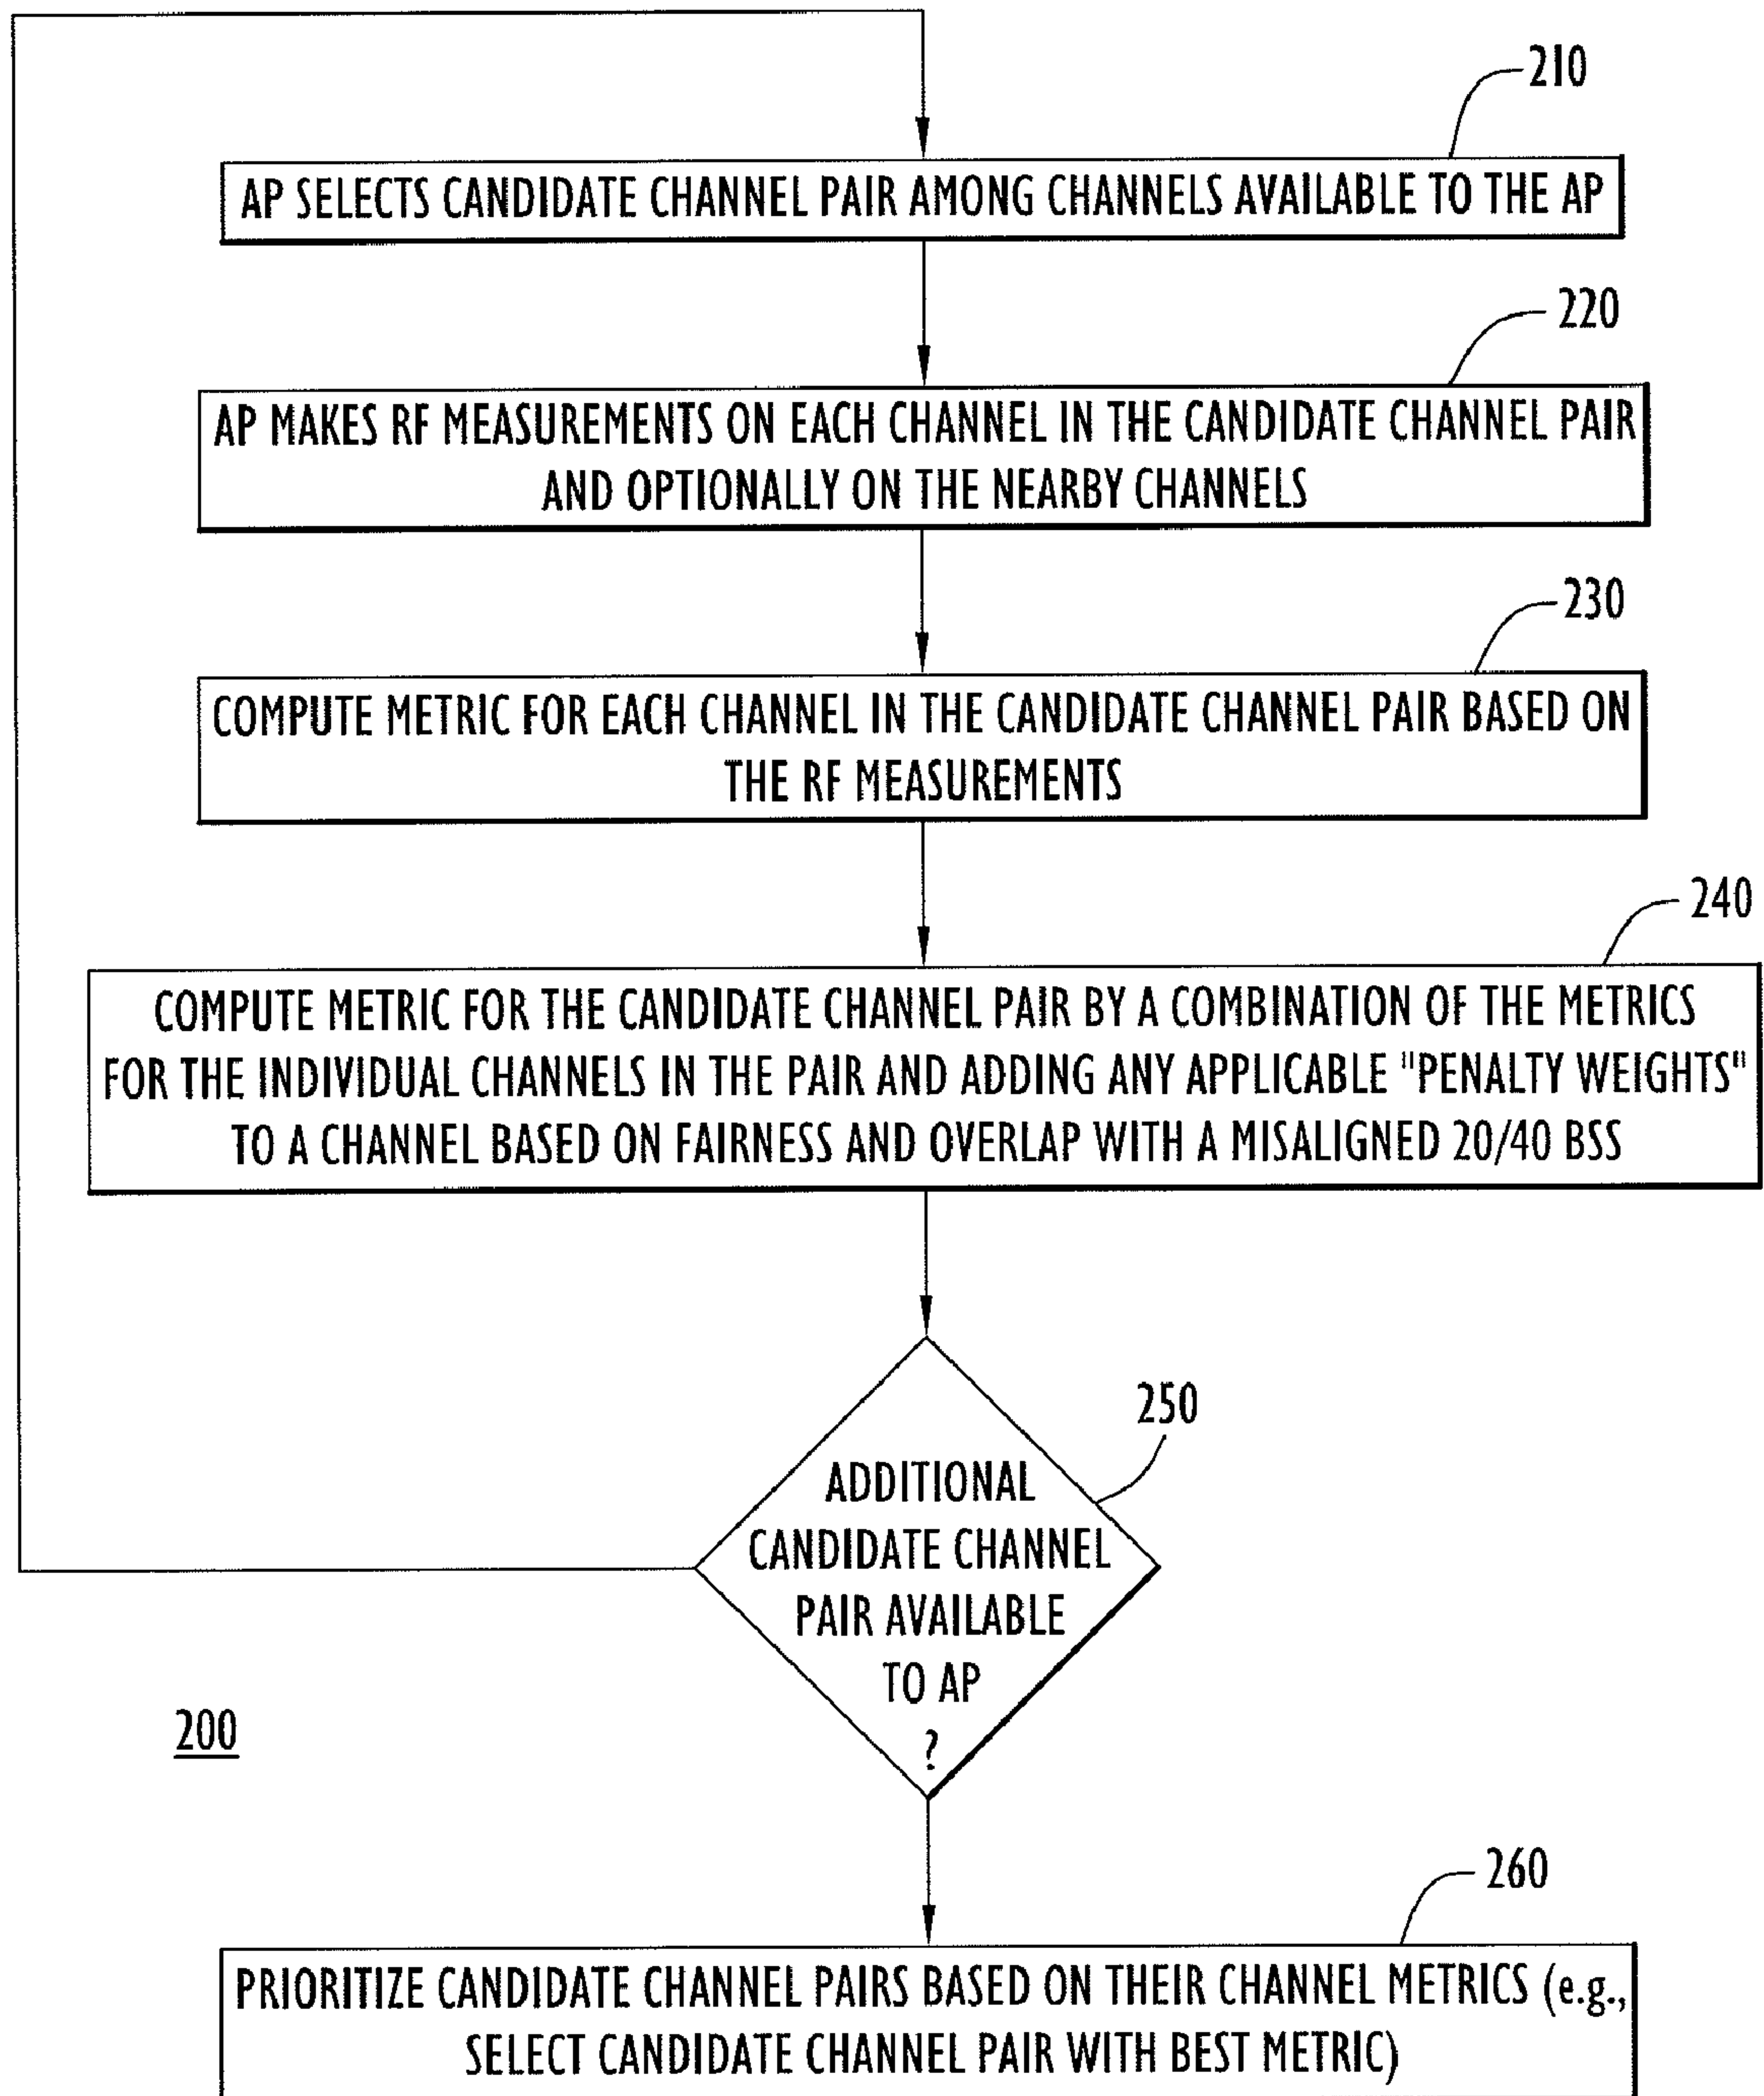 210
AP SELECTS CANDIDATE CHANNEL PAIR AMONG CHANNELS AVAILABLE TO THE AP
220
AP MAKES RF MEASUREMENTS ON EACH CHANNEL IN THE CANDIDATE CHANNEL PAIR
AND OPTIONALLY ON THE NEARBY CHANNELS
230
COMPUTE METRIC FOR EACH CHANNEL IN THE CANDIDATE CHANNEL PAIR BASED ON
THE RF MEASUREMENTS
240
COMPUTE METRIC FOR THE CANDIDATE CHANNEL PAIR BY A COMBINATION OF THE METRICS
FOR THE INDIVIDUAL CHANNELS IN THE PAIR AND ADDING ANY APPLICABLE "PENALTY WEIGHTS"
TO A CHANNEL BASED ON FAIRNESS AND OVERLAP WITH A MISALIGNED 20/40 BSS
250
ADDITIONAL
CANDIDATE CHANNEL
PAIR AVAILABLE
TO AP
?
200
260
PRIORITIZE CANDIDATE CHANNEL PAIRS BASED ON THEIR CHANNEL METRICS (e.g.,
SELECT CANDIDATE CHANNEL PAIR WITH BEST METRIC)